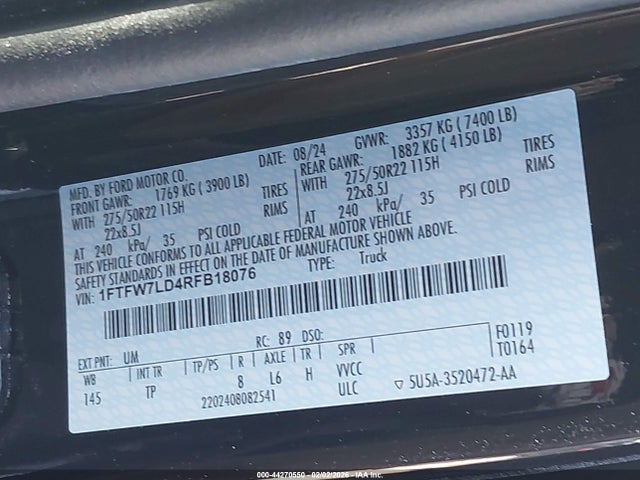 MFD. BY FORD MOTOR CO. DATE: 08/24 GVWR: 3357 KG ( 7400 LB)
FRONT GAWR: 1769 KG ( 3900 LB) REAR GAWR: 1882 KG ( 4150 LB)
WITH 275/50R22 115H TIRES WITH 275/50R22 115H TIRES
22x8.5J RIMS 22x8.5J RIMS
AT 240 kPa/ 35 PSI COLD AT 240 kPa/ 35 PSI COLD
THIS VEHICLE CONFORMS TO ALL APPLICABLE FEDERAL MOTOR VEHICLE
SAFETY STANDARDS IN EFFECT ON THE DATE OF MANUFACTURE SHOWN ABOVE.
VIN: 1FTFW7LD4RFB18076 TYPE: Truck
EXT PNT: UM RC: 89 DSO: F0119
WB INT TR TP/PS R AXLE TR SPR T0164
145 TP 8 L6 H VVCC
2202408082541 ULC ▽ 5U5A-3520472-AA
000-44270550 - 02/02/2026 - IAA Inc.